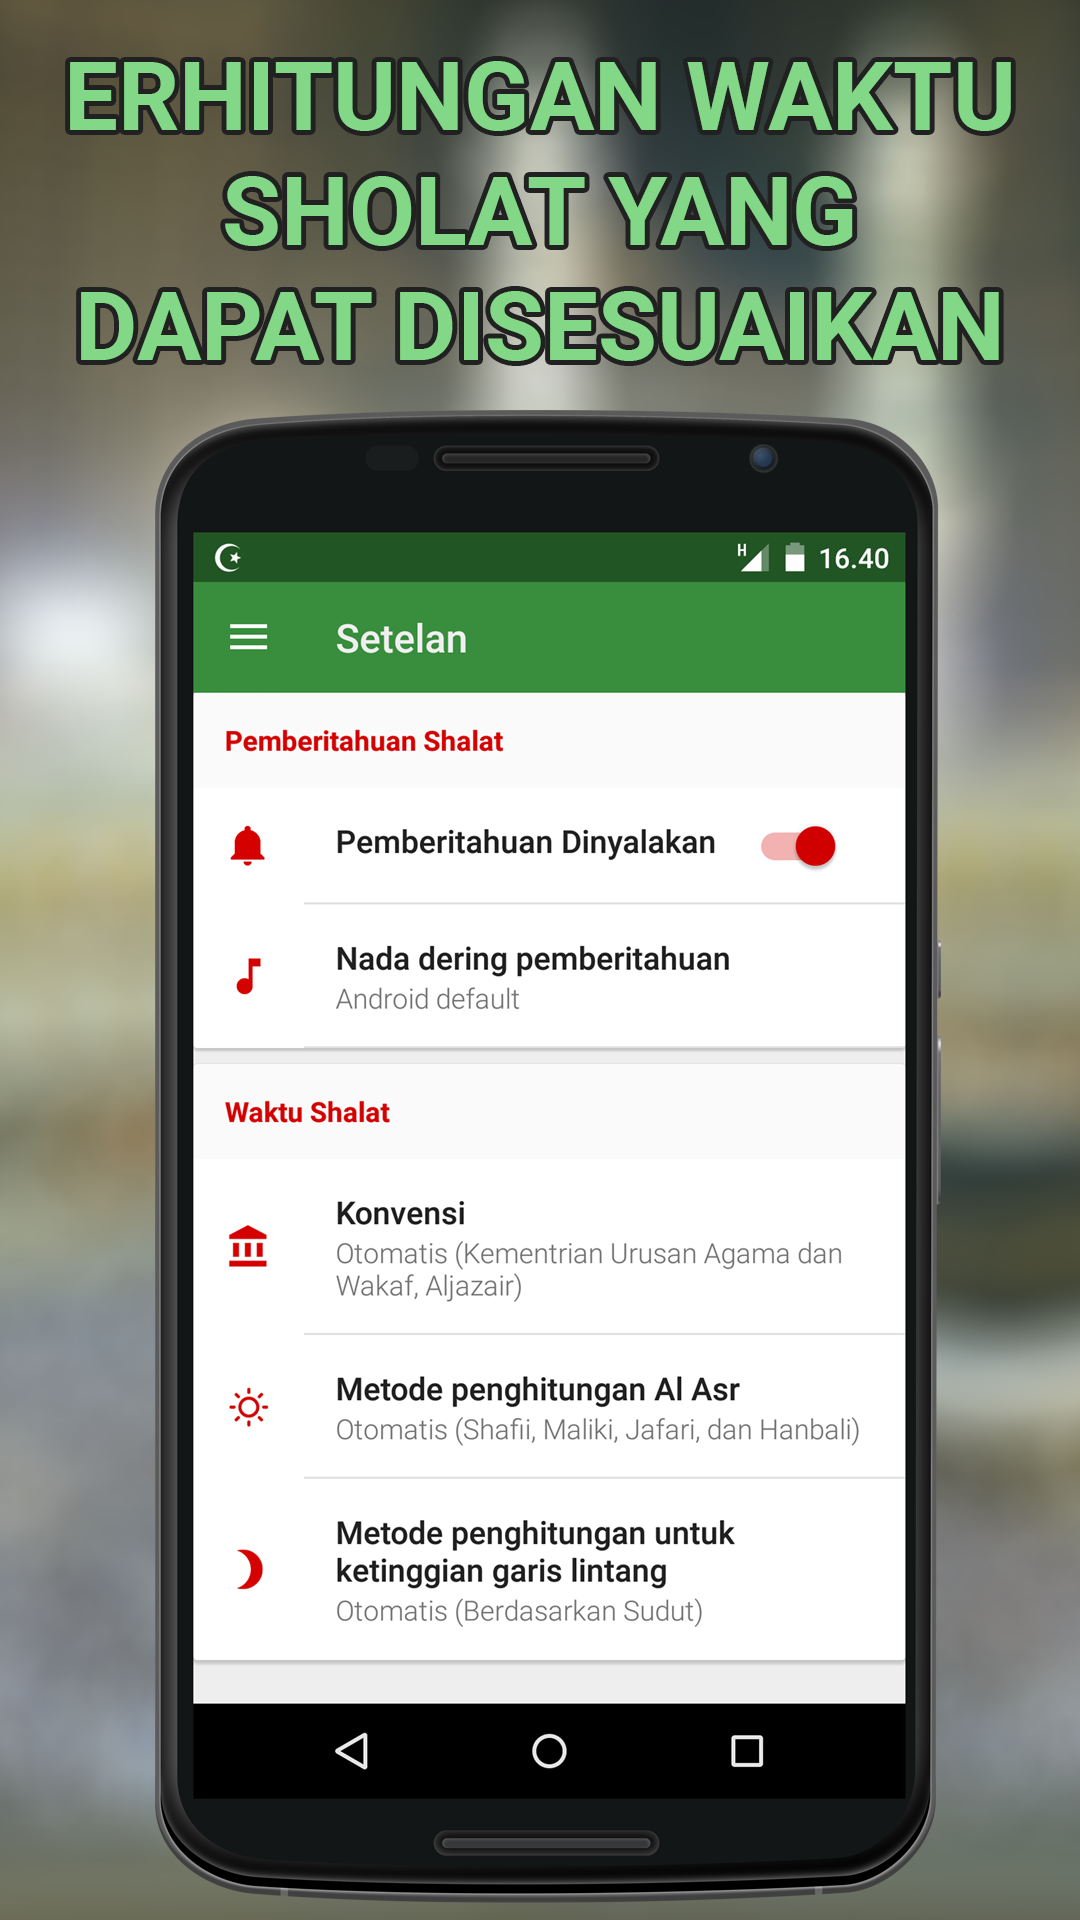 ERHITUNGAN WAKTU
SHOLAT YANG
DAPAT DISESUAIKAN
H 16.40
Setelan
Pemberitahuan Shalat
Pemberitahuan Dinyalakan
Nada dering pemberitahuan
Android default
Waktu Shalat
Konvensi
Otomatis (Kementrian Urusan Agama dan
Wakaf, Aljazair)
Metode penghitungan Al Asr
Otomatis (Shafii, Maliki, Jafari, dan Hanbali)
Metode penghitungan untuk
ketinggian garis lintang
Otomatis (Berdasarkan Sudut)